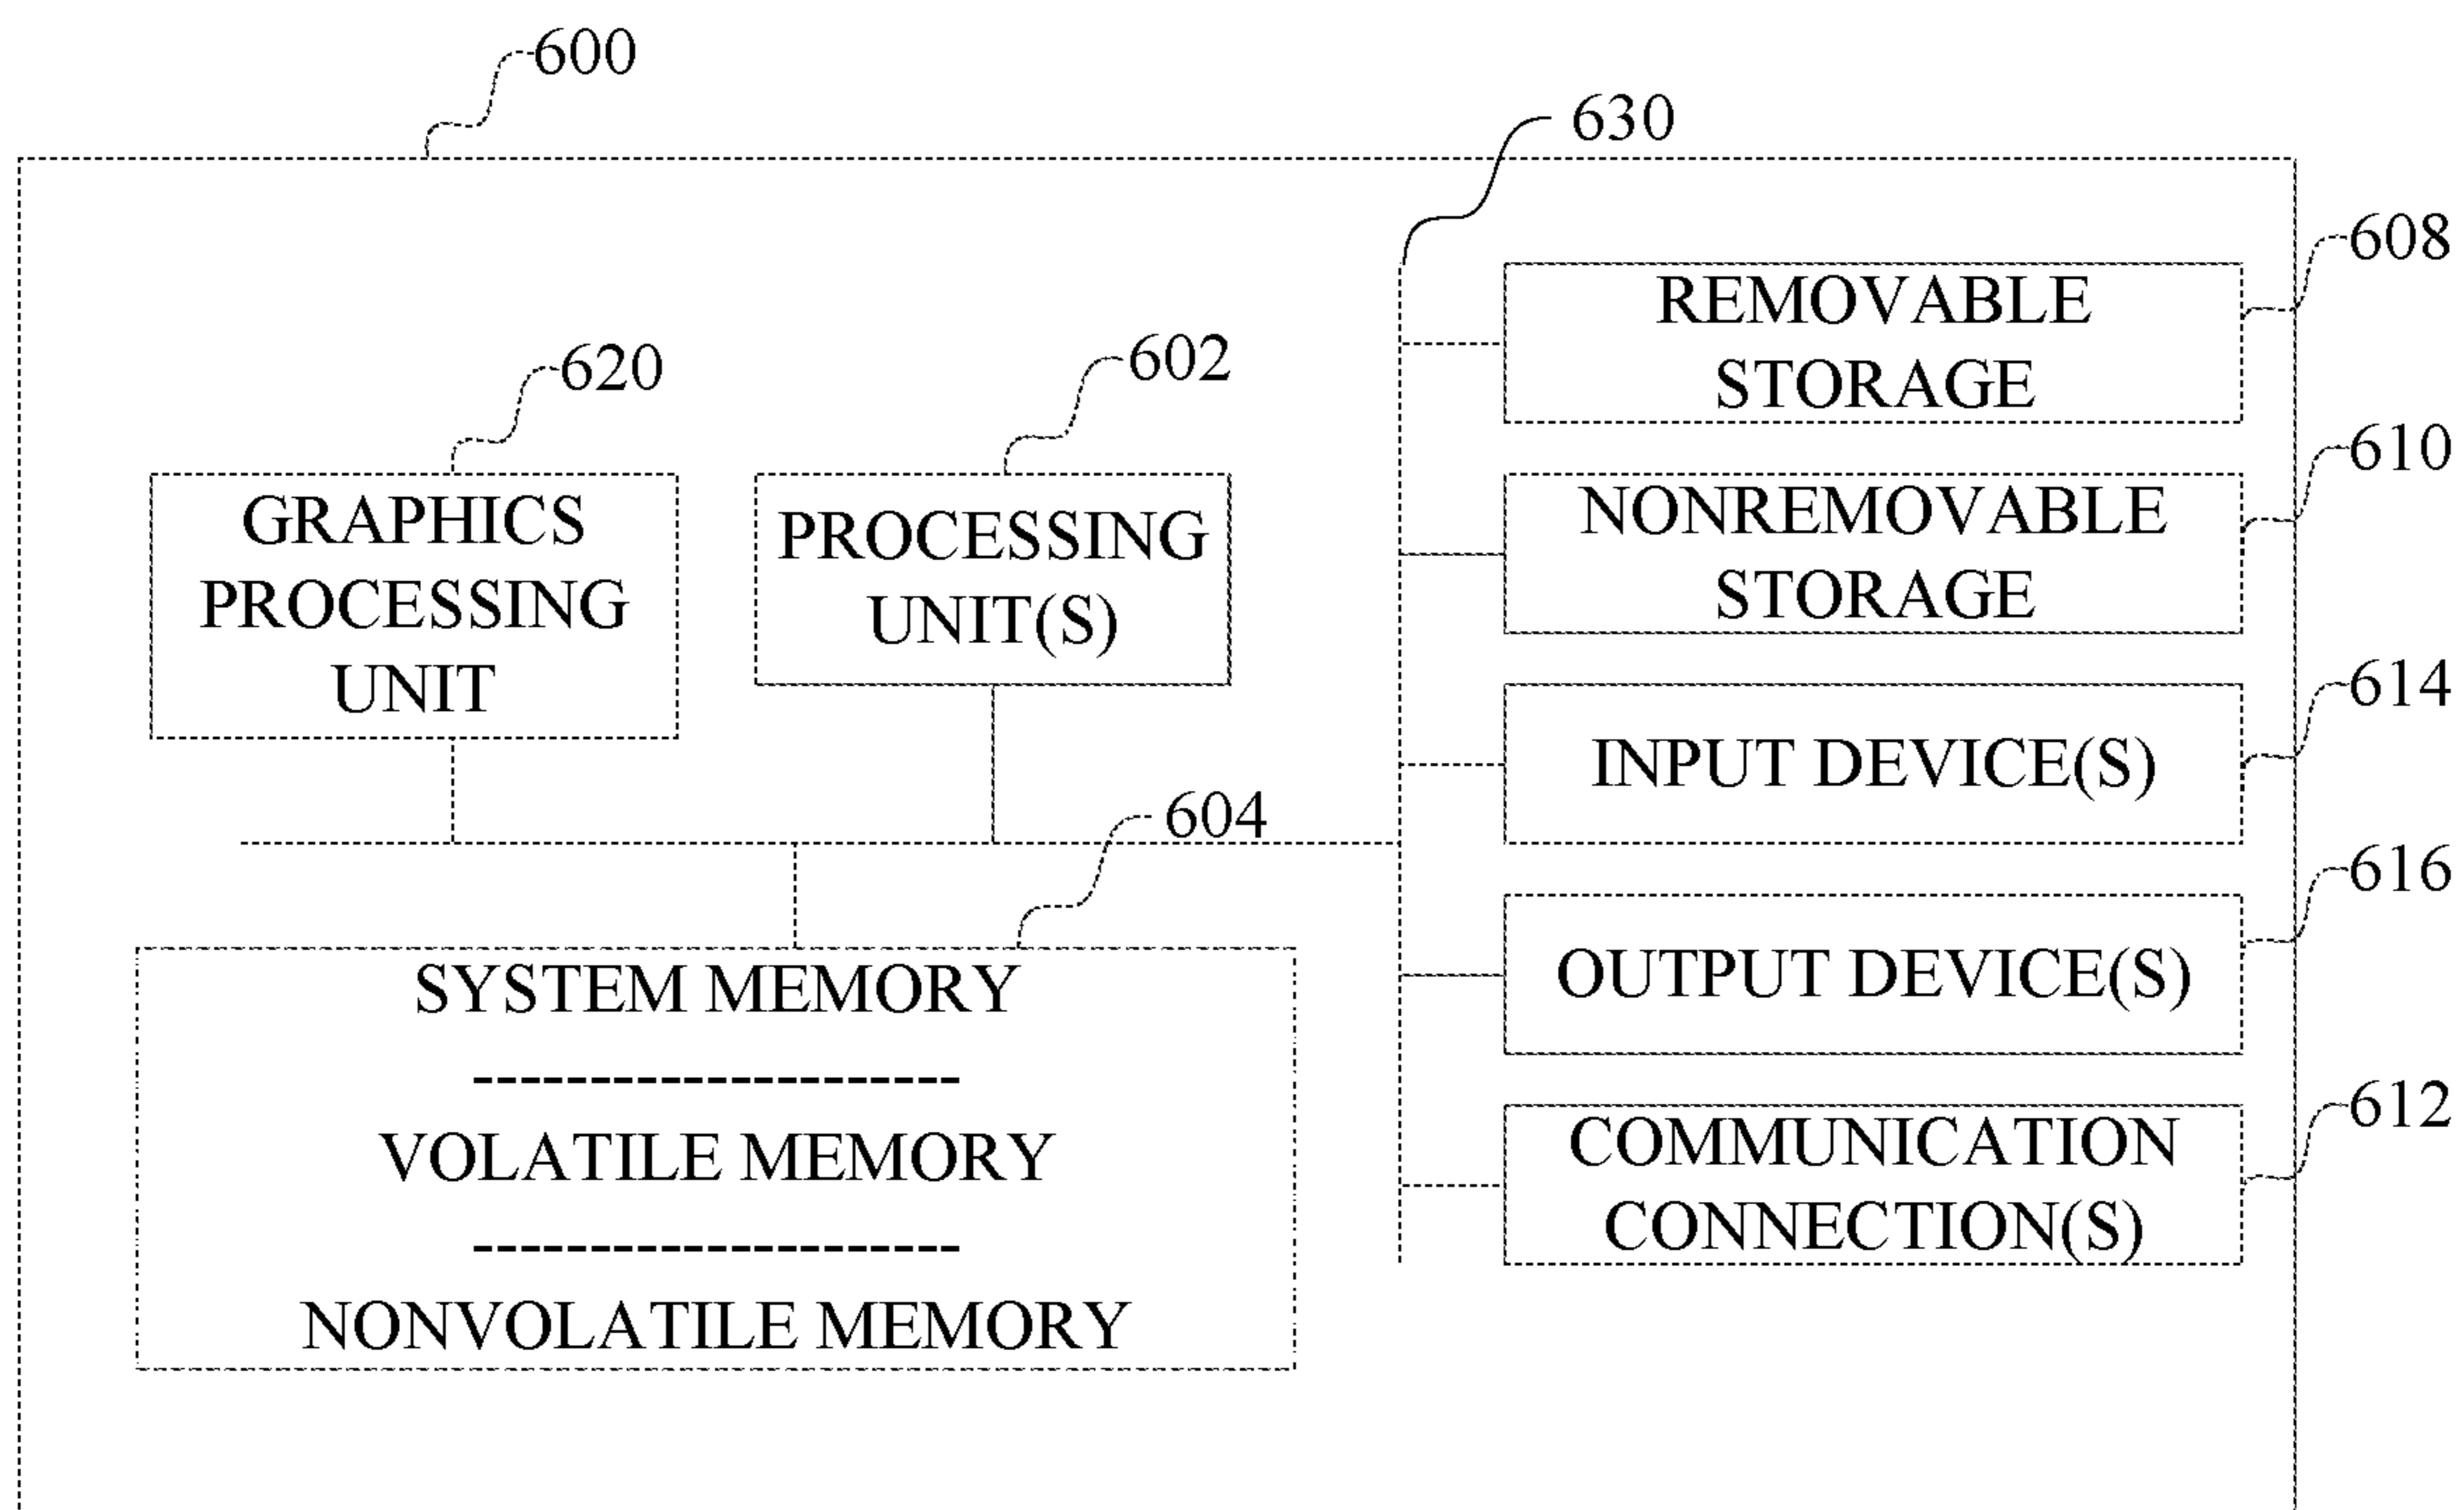 600
630
608
REMOVABLE
STORAGE
620
602
610
GRAPHICS
PROCESSING
UNIT
PROCESSING
UNIT(S)
NONREMOVABLE
STORAGE
614
INPUT DEVICE(S)
604
616
SYSTEM MEMORY
VOLATILE MEMORY
NONVOLATILE MEMORY
OUTPUT DEVICE(S)
612
COMMUNICATION
CONNECTION(S)